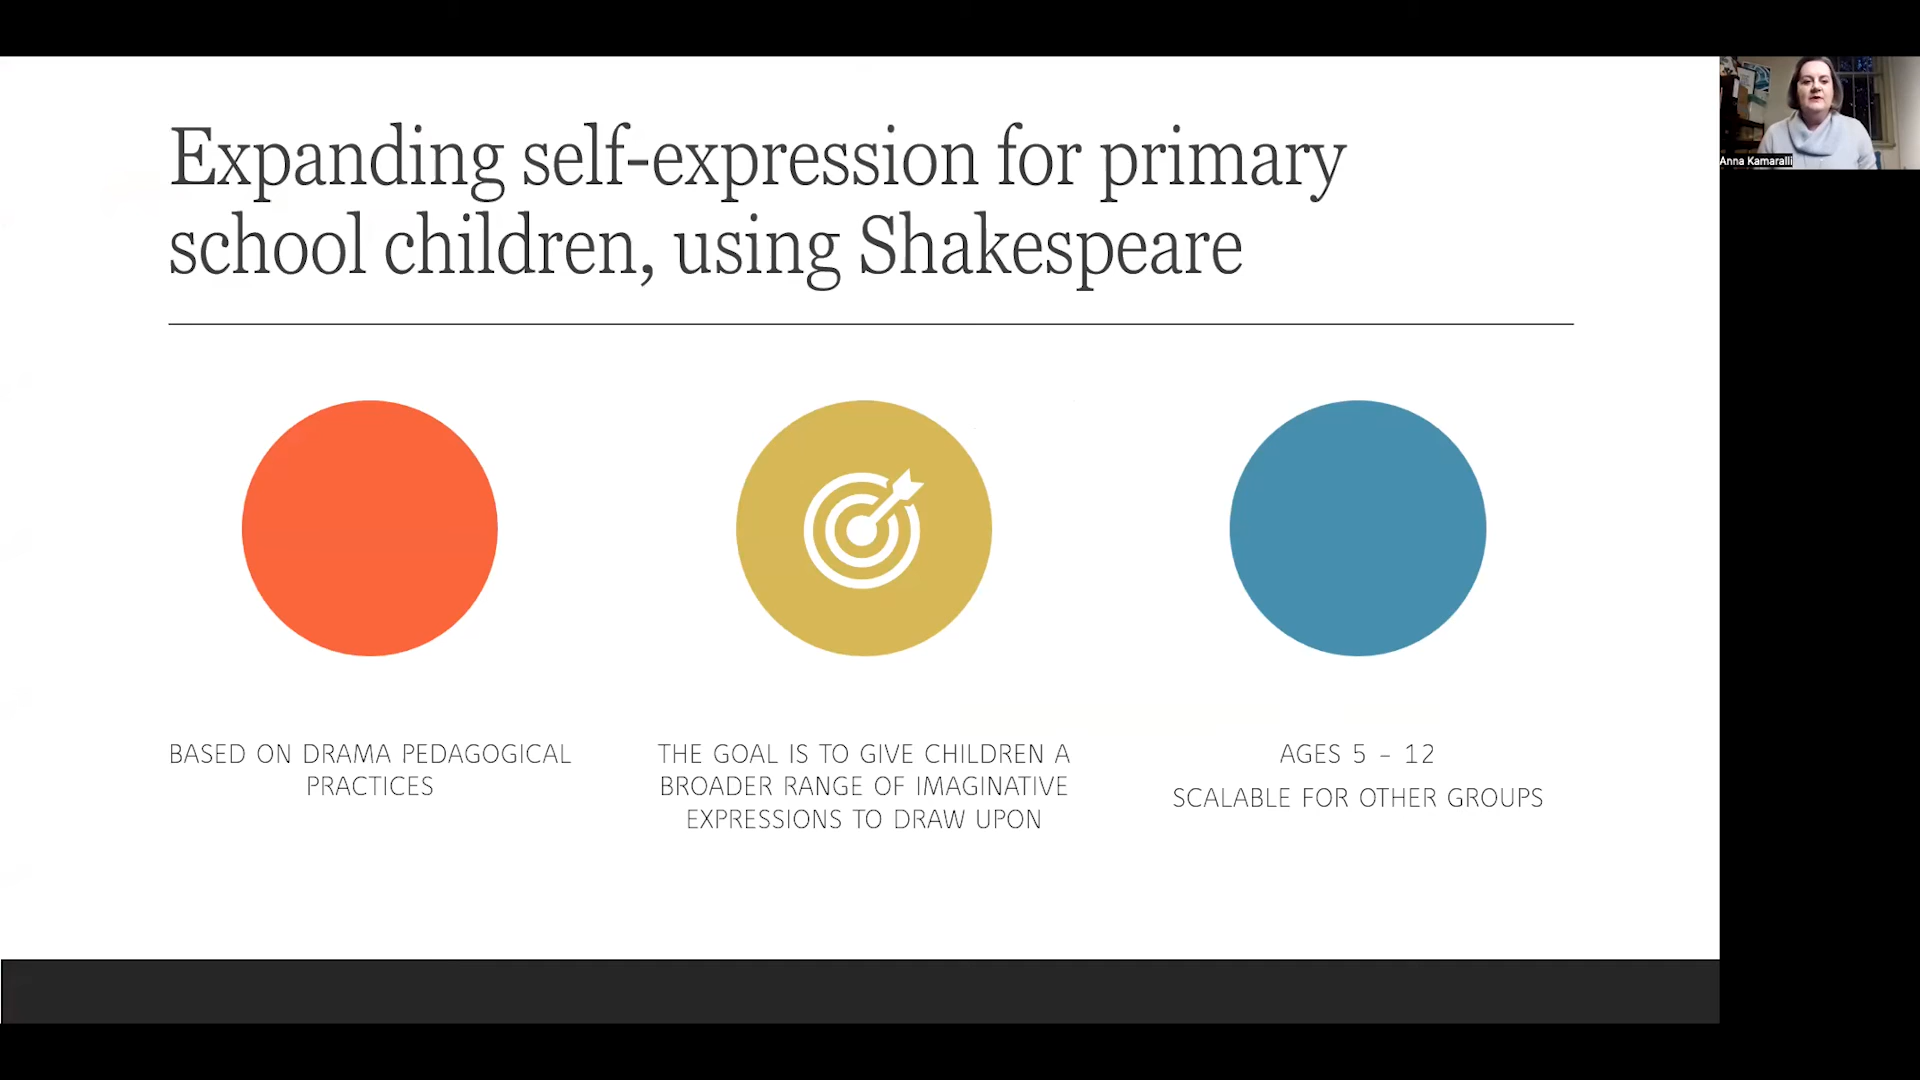 Expanding self-expression for primary
school children, using Shakespeare
BASED ON DRAMA PEDAGOGICAL
PRACTICES
THE GOAL IS TO GIVE CHILDREN A
BROADER RANGE OF IMAGINATIVE
EXPRESSIONS TO DRAW UPON
AGES 5 – 12
SCALABLE FOR OTHER GROUPS
Anna Kamaralli